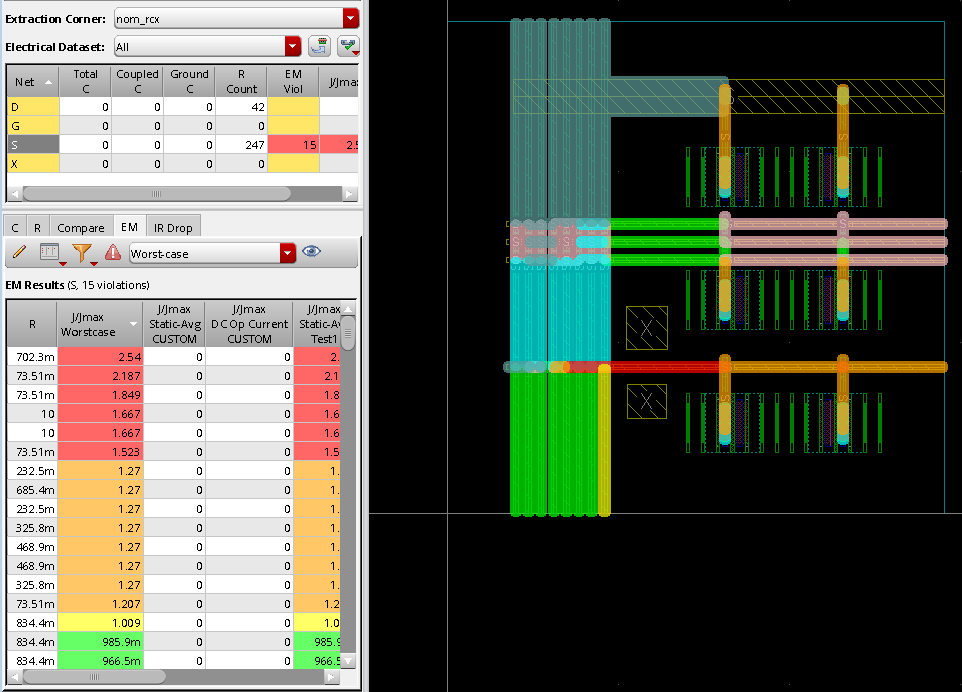 Extraction Corner: nom_rcx
Electrical Dataset: All
Net Total C Coupled C Ground C R Count EM Viol J/Jma
D 0 0 0 42
G 0 0 0 0
S 0 0 0 247 15 2.5
X 0 0 0 0
C R Compare EM IR Drop
Worst-case
EM Results (S, 15 violations)
R J/Jmax Worstcase J/Jmax Static-Avg CUSTOM J/Jmax DC Op Current CUSTOM J/Jmax Static-Av Test1
702.3m 2.54 0 0 2.
73.51m 2.187 0 0 2.1
73.51m 1.849 0 0 1.8
10 1.667 0 0 1.6
10 1.667 0 0 1.6
73.51m 1.523 0 0 1.5
232.5m 1.27 0 0 1.
685.4m 1.27 0 0 1.
232.5m 1.27 0 0 1.
325.8m 1.27 0 0 1.
468.9m 1.27 0 0 1.
468.9m 1.27 0 0 1.
325.8m 1.27 0 0 1.
73.51m 1.207 0 0 1.2
834.4m 1.009 0 0 1.0
834.4m 985.9m 0 0 985.9
834.4m 966.5m 0 0 966.5
X
X